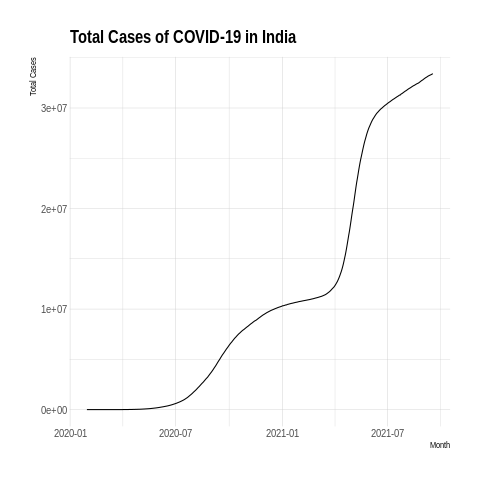 Total Cases of COVID-19 in India
Total Cases
3e+07
2e+07
1e+07
0e+00
2020-01 2020-07 2021-01 2021-07
Month